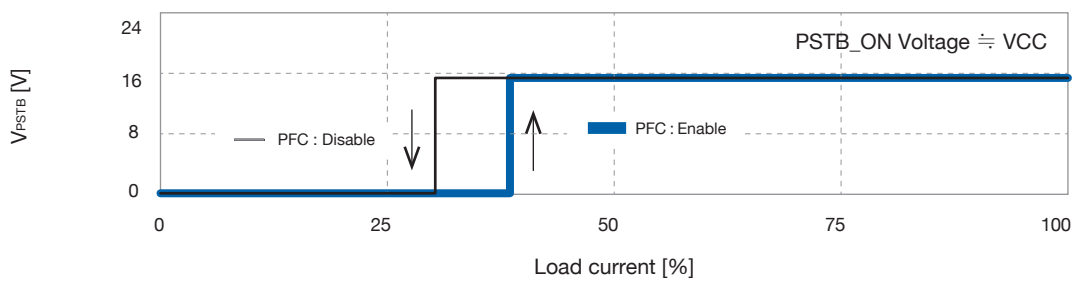 24
PSTB_ON Voltage ≒ VCC
16
VPSTB [V]
8
PFC : Disable
PFC : Enable
0
0 25 50 75 100
Load current [%]